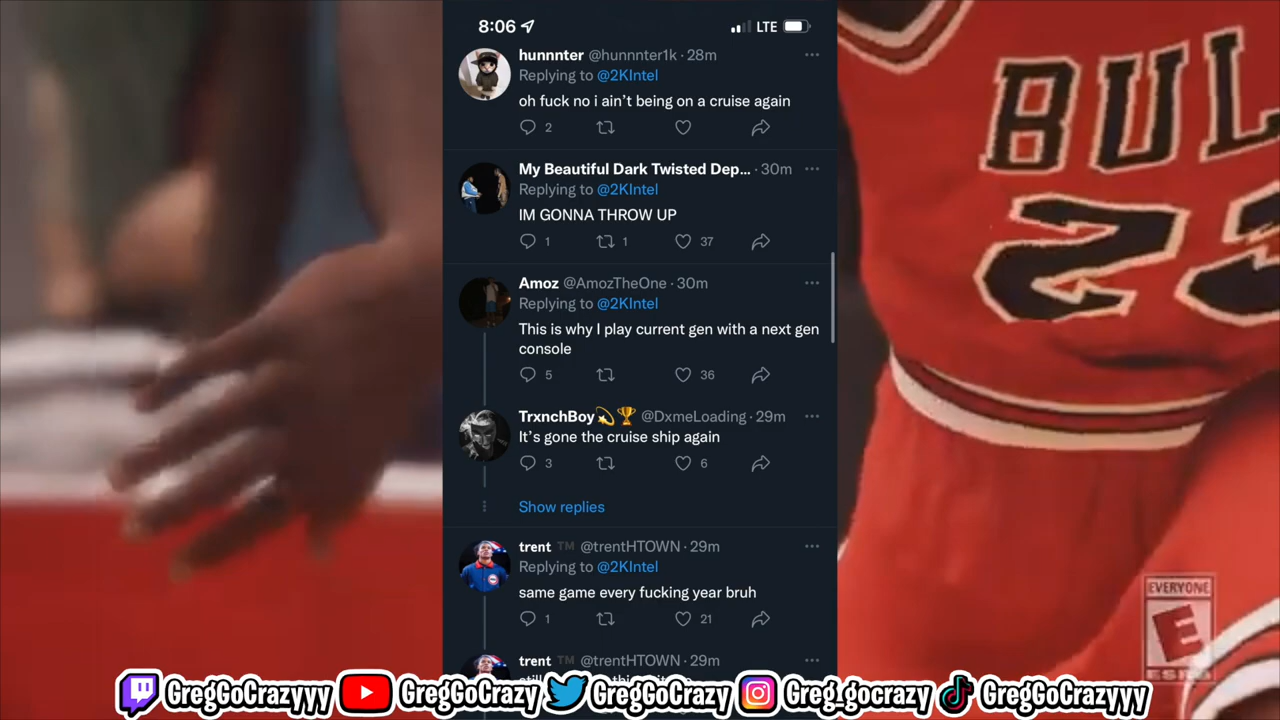 8:06
LTE
hunnnter @hunnnter1k · 28m
Replying to @2KIntel
oh fuck no i ain’t being on a cruise again
2
My Beautiful Dark Twisted Dep... · 30m
Replying to @2KIntel
IM GONNA THROW UP
1 1 37
Amoz @AmozTheOne · 30m
Replying to @2KIntel
This is why I play current gen with a next gen
console
5 36
TrxnchBoy💫🏆 @DxmeLoading · 29m
It’s gone the cruise ship again
3 6
Show replies
trent ™️ @trentHTOWN · 29m
Replying to @2KIntel
same game every fucking year bruh
1 21
trent ™️ @trentHTOWN · 29m
BUL
23
EVERYONE
E
ESRB
GregGoCrazyyy GregGoCrazy GregGoCrazy Greg_gocrazy GregGoCrazyyy